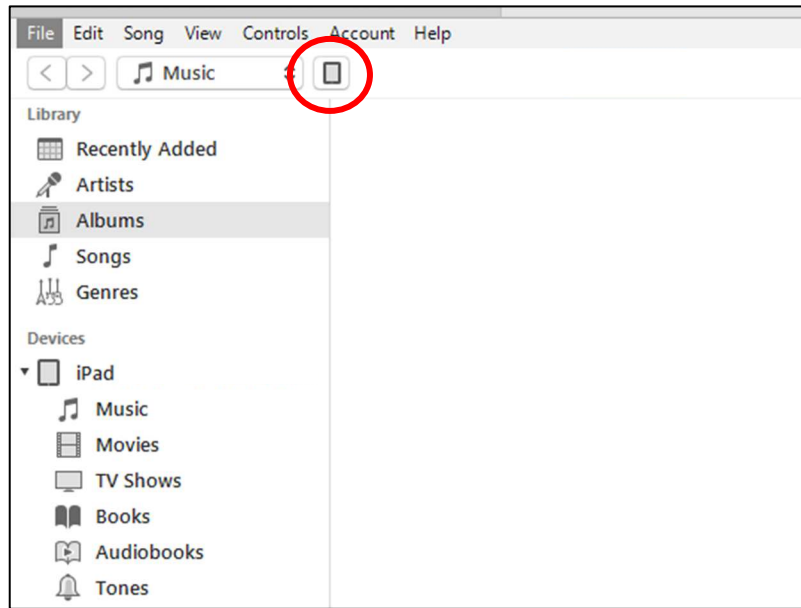 File Edit Song View Controls Account Help
Music
Library
Recently Added
Artists
Albums
Songs
Genres
Devices
iPad
Music
Movies
TV Shows
Books
Audiobooks
Tones